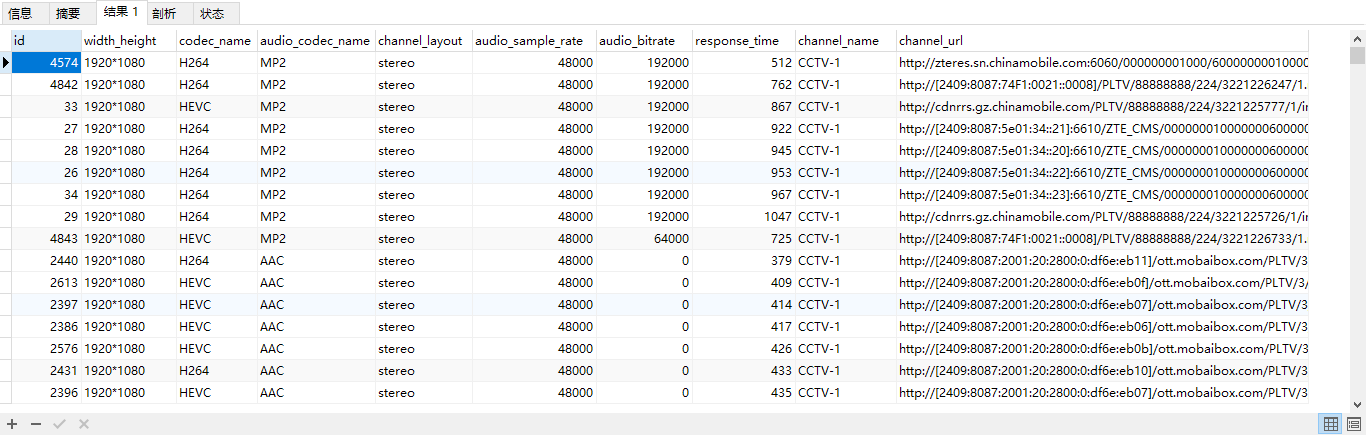 信息 摘要 结果 1 剖析 状态
id width_height codec_name audio_codec_name channel_layout audio_sample_rate audio_bitrate response_time channel_name channel_url
4574 1920*1080 H264 MP2 stereo 48000 192000 512 CCTV-1 http://zteres.sn.chinamobile.com:6060/000000001000/60000000010000
4842 1920*1080 H264 MP2 stereo 48000 192000 762 CCTV-1 http://[2409:8087:74F1:0021::0008]/PLTV/88888888/224/3221226247/1.
33 1920*1080 HEVC MP2 stereo 48000 192000 867 CCTV-1 http://cdnrrs.gz.chinamobile.com/PLTV/88888888/224/3221225777/1/in
27 1920*1080 H264 MP2 stereo 48000 192000 922 CCTV-1 http://[2409:8087:5e01:34::21]:6610/ZTE_CMS/00000001000000060000
28 1920*1080 H264 MP2 stereo 48000 192000 945 CCTV-1 http://[2409:8087:5e01:34::20]:6610/ZTE_CMS/00000001000000060000
26 1920*1080 H264 MP2 stereo 48000 192000 953 CCTV-1 http://[2409:8087:5e01:34::22]:6610/ZTE_CMS/00000001000000060000
34 1920*1080 H264 MP2 stereo 48000 192000 967 CCTV-1 http://[2409:8087:5e01:34::23]:6610/ZTE_CMS/00000001000000060000
29 1920*1080 H264 MP2 stereo 48000 192000 1047 CCTV-1 http://cdnrrs.gz.chinamobile.com/PLTV/88888888/224/3221225726/1/in
4843 1920*1080 HEVC MP2 stereo 48000 64000 725 CCTV-1 http://[2409:8087:74F1:0021::0008]/PLTV/88888888/224/3221226733/1.
2440 1920*1080 H264 AAC stereo 48000 0 379 CCTV-1 http://[2409:8087:2001:20:2800:0:df6e:eb11]/ott.mobaibox.com/PLTV/3
2613 1920*1080 HEVC AAC stereo 48000 0 409 CCTV-1 http://[2409:8087:2001:20:2800:0:df6e:eb0f]/ott.mobaibox.com/PLTV/3/
2397 1920*1080 HEVC AAC stereo 48000 0 414 CCTV-1 http://[2409:8087:2001:20:2800:0:df6e:eb07]/ott.mobaibox.com/PLTV/3
2386 1920*1080 HEVC AAC stereo 48000 0 417 CCTV-1 http://[2409:8087:2001:20:2800:0:df6e:eb06]/ott.mobaibox.com/PLTV/3
2576 1920*1080 HEVC AAC stereo 48000 0 426 CCTV-1 http://[2409:8087:2001:20:2800:0:df6e:eb0b]/ott.mobaibox.com/PLTV/3
2431 1920*1080 H264 AAC stereo 48000 0 433 CCTV-1 http://[2409:8087:2001:20:2800:0:df6e:eb10]/ott.mobaibox.com/PLTV/3
2396 1920*1080 HEVC AAC stereo 48000 0 435 CCTV-1 http://[2409:8087:2001:20:2800:0:df6e:eb07]/ott.mobaibox.com/PLTV/3